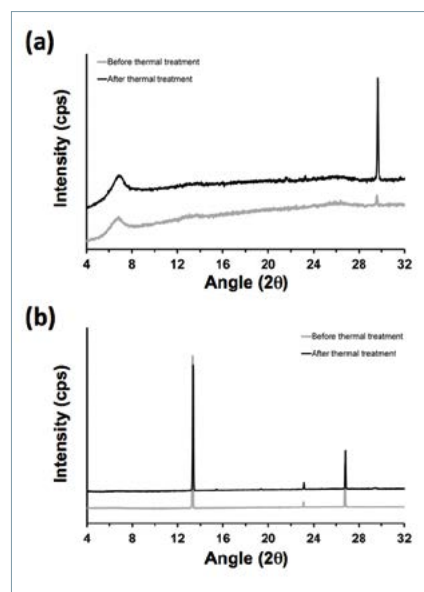 (a)
Before thermal treatment
After thermal treatment
Intensity (cps)
4 8 12 16 20 24 28 32
Angle (2θ)
(b)
Before thermal treatment
After thermal treatment
Intensity (cps)
4 8 12 16 20 24 28 32
Angle (2θ)